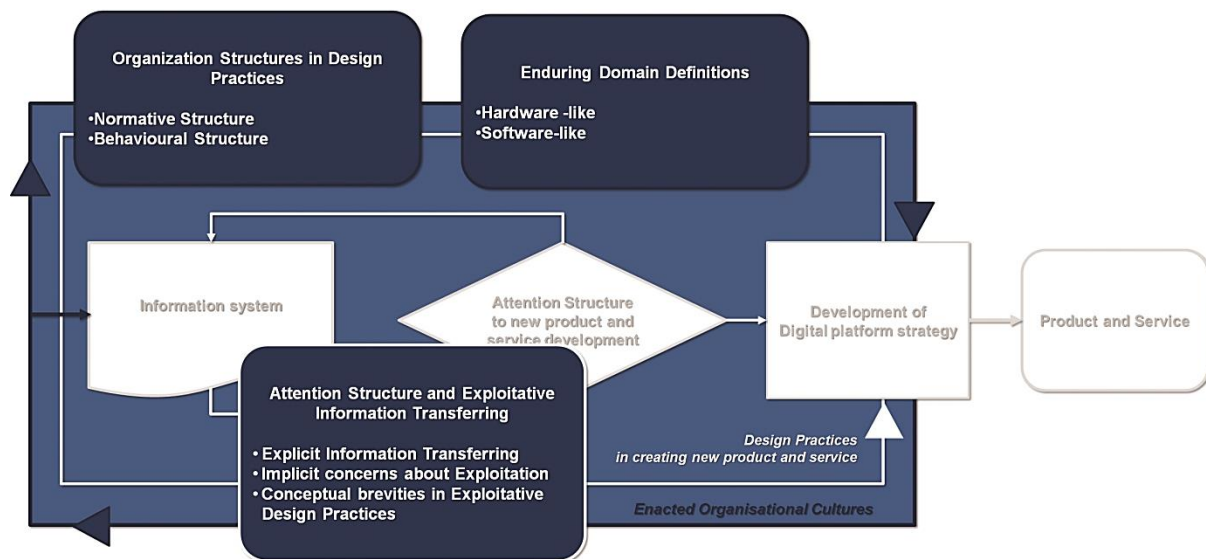 Organization Structures in Design
Practices
•Normative Structure
•Behavioural Structure
Enduring Domain Definitions
•Hardware -like
•Software-like
Information system
Attention Structure
to new product and
service development
Development of
Digital platform strategy
Product and Service
Attention Structure and Exploitative
Information Transferring
•Explicit Information Transferring
•Implicit concerns about Exploitation
•Conceptual brevities in Exploitative
Design Practices
Design Practices
in creating new product and service
Enacted Organisational Cultures